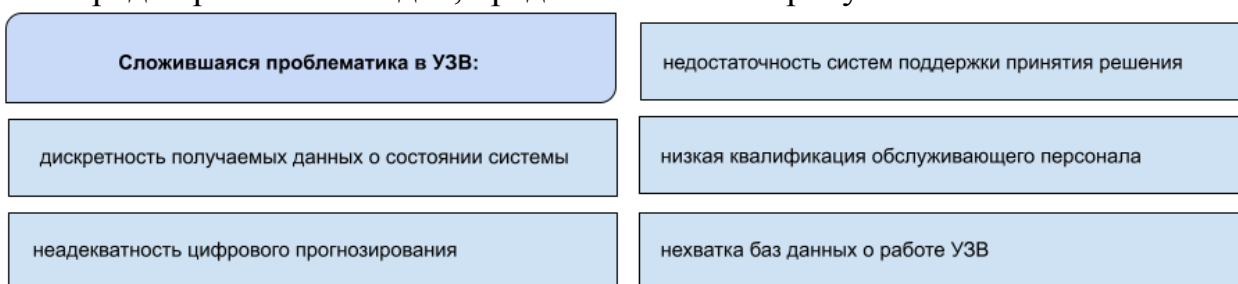 Сложившаяся проблематика в УЗВ:
дискретность получаемых данных о состоянии системы
неадекватность цифрового прогнозирования
недостаточность систем поддержки принятия решения
низкая квалификация обслуживающего персонала
нехватка баз данных о работе УЗВ